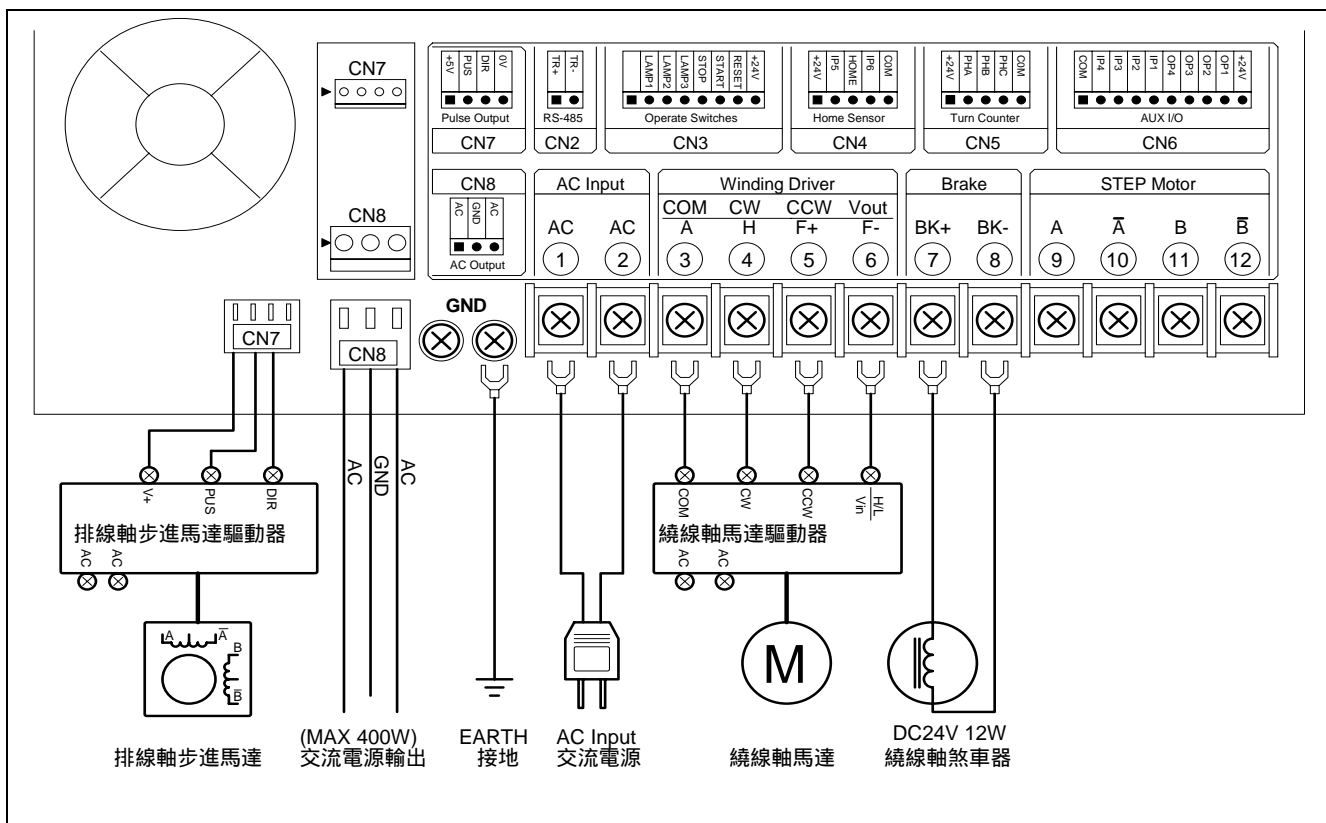 CN7
CN8
+5V PUS DIR 0V
Pulse Output
CN7
TR+ TR-
RS-485
CN2
LAMP1 LAMP2 LAMP3 STOP START RESET +24V
Operate Switches
CN3
+24V IP5 HOME IP6 COM
Home Sensor
CN4
+24V PHA PHB PHC COM
Turn Counter
CN5
COM IP4 IP3 IP2 IP1 OP4 OP3 OP2 OP1 +24V
AUX I/O
CN6
CN8
AC GND AC
AC Output
AC Input
AC AC
1 2
Winding Driver
COM CW CCW Vout
A H F+ F-
3 4 5 6
Brake
BK+ BK-
7 8
STEP Motor
A A̅ B B̅
9 10 11 12
CN7
CN8
GND
V+ PUS DIR
排線軸步進馬達驅動器
AC AC
A A̅
B
B̅
排線軸步進馬達
AC GND AC
(MAX 400W)
交流電源輸出
EARTH
接地
AC Input
交流電源
COM CW CCW H/L Vin
繞線軸馬達驅動器
AC AC
M
繞線軸馬達
DC24V 12W
繞線軸煞車器